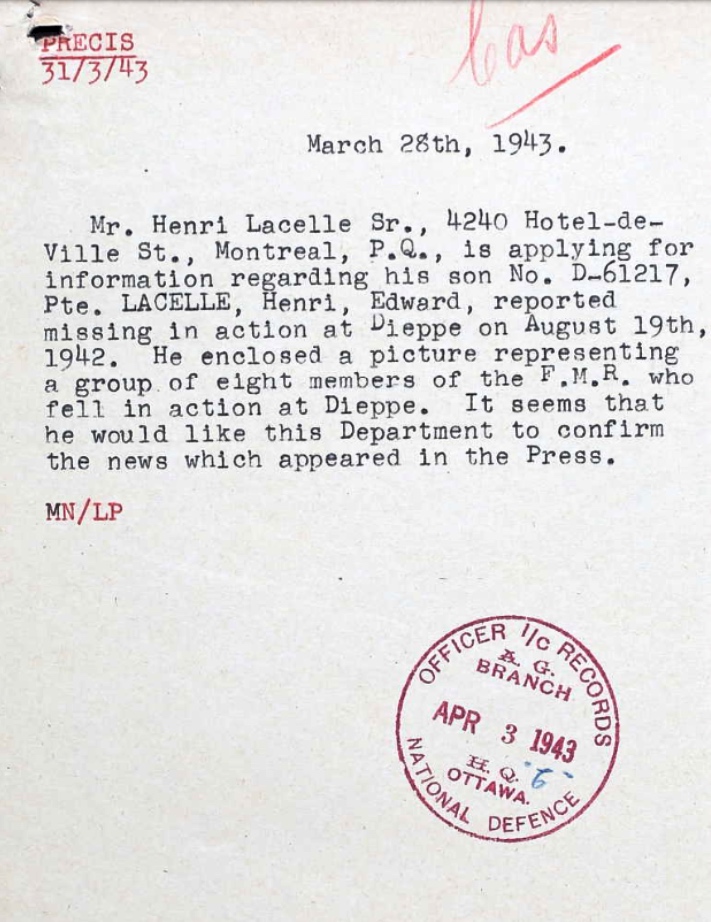 PRECIS
31/3/43
Cas
March 28th, 1943.
Mr. Henri Lacelle Sr., 4240 Hotel-de-
Ville St., Montreal, P.Q., is applying for
information regarding his son No. D-61217,
Pte. LACELLE, Henri, Edward, reported
missing in action at Dieppe on August 19th,
1942. He enclosed a picture representing
a group of eight members of the F.M.R. who
fell in action at Dieppe. It seems that
he would like this Department to confirm
the news which appeared in the Press.
MN/LP
OFFICER I/c RECORDS
A. G.
BRANCH
APR 3 1943
H. Q. "6"
OTTAWA.
NATIONAL DEFENCE